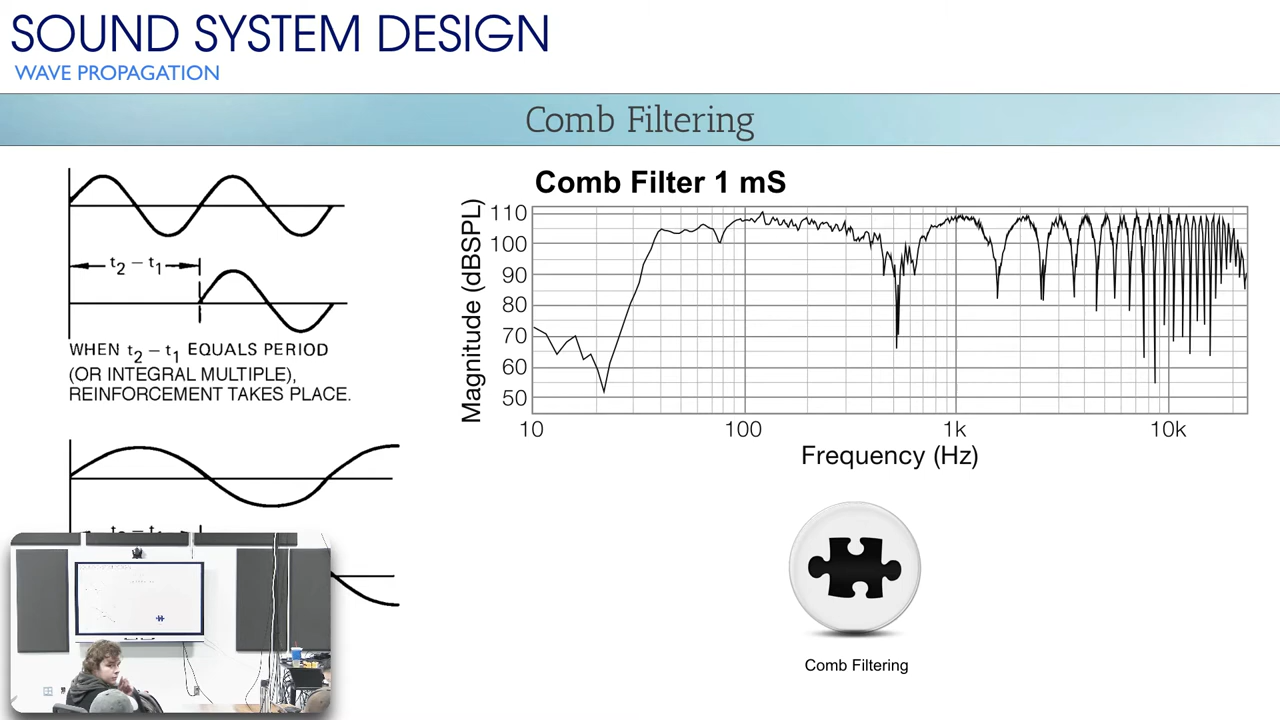 SOUND SYSTEM DESIGN
WAVE PROPAGATION
Comb Filtering
t2 – t1
WHEN t2 – t1 EQUALS PERIOD
(OR INTEGRAL MULTIPLE),
REINFORCEMENT TAKES PLACE.
Comb Filter 1 mS
Magnitude (dBSPL)
110
100
90
80
70
60
50
10 100 1k 10k
Frequency (Hz)
Comb Filtering